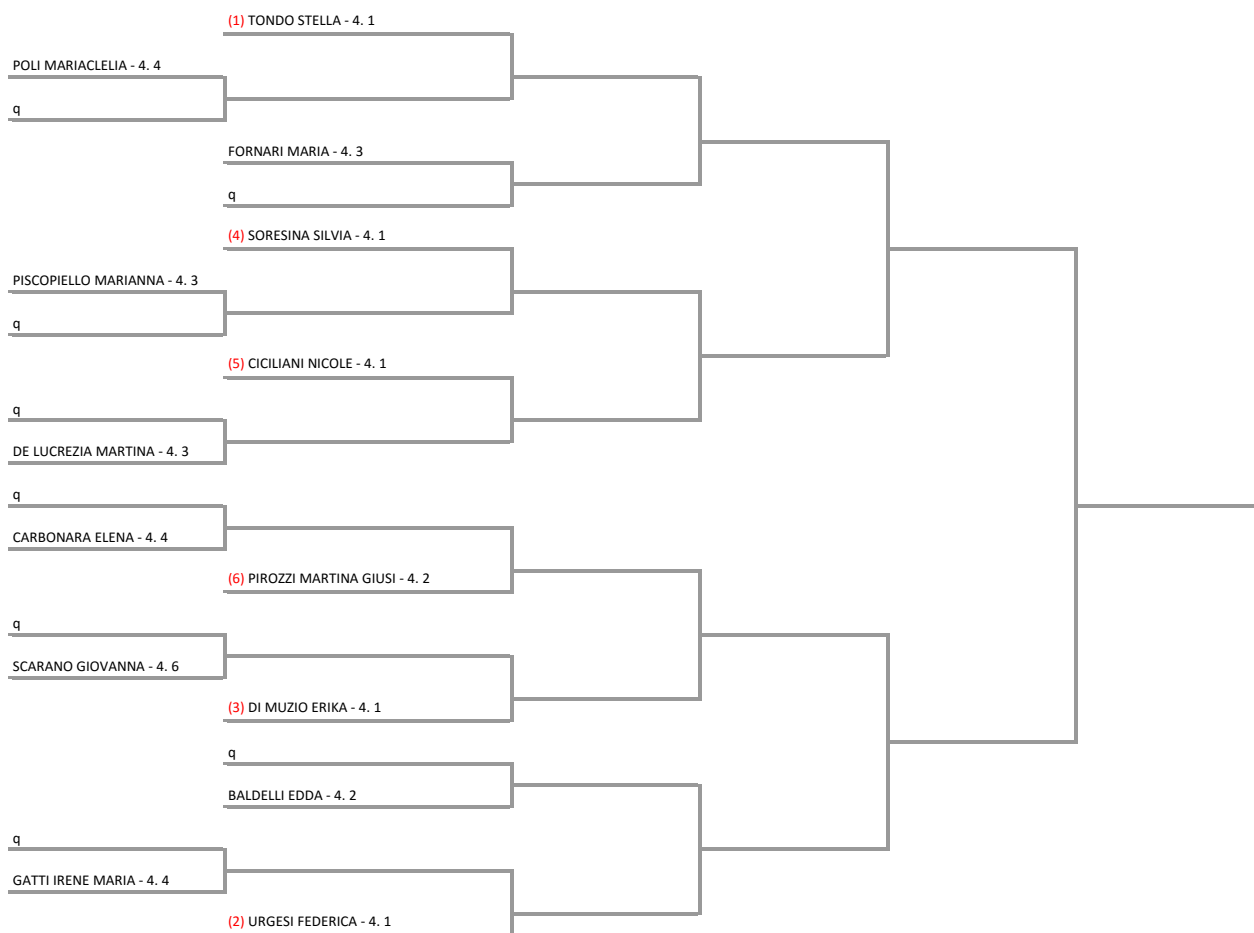 (1) TONDO STELLA - 4. 1
POLI MARIACLELIA - 4. 4
q
FORNARI MARIA - 4. 3
q
(4) SORESINA SILVIA - 4. 1
PISCOPIELLO MARIANNA - 4. 3
q
(5) CICILIANI NICOLE - 4. 1
q
DE LUCREZIA MARTINA - 4. 3
q
CARBONARA ELENA - 4. 4
(6) PIROZZI MARTINA GIUSI - 4. 2
q
SCARANO GIOVANNA - 4. 6
(3) DI MUZIO ERIKA - 4. 1
q
BALDELLI EDDA - 4. 2
q
GATTI IRENE MARIA - 4. 4
(2) URGESI FEDERICA - 4. 1